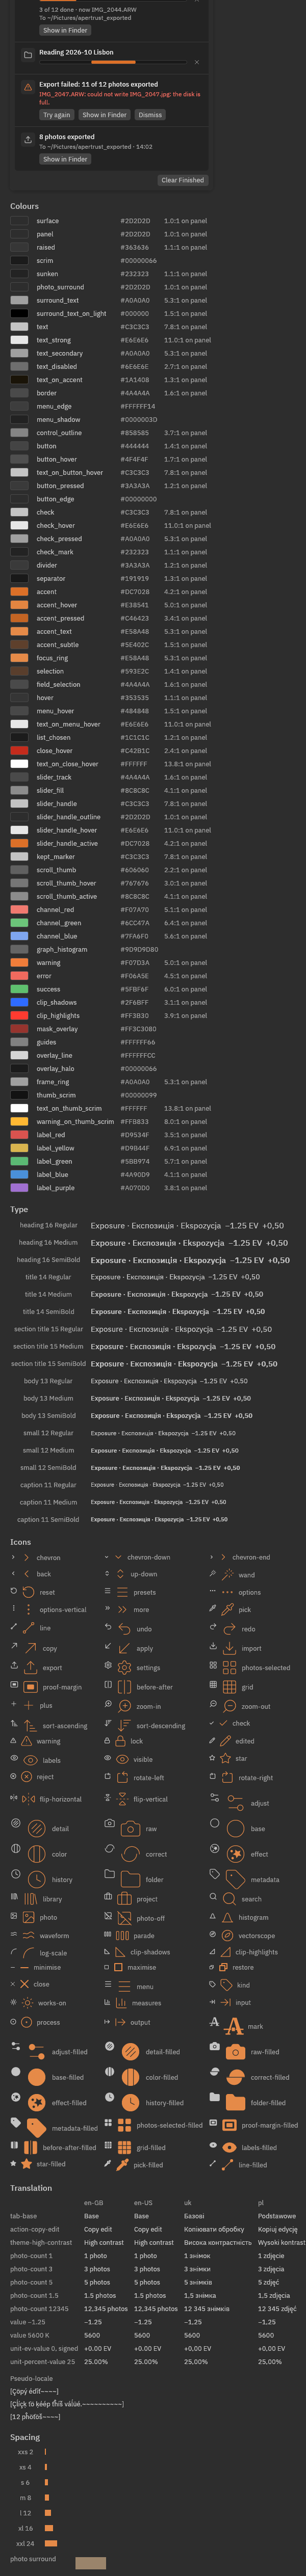 3 of 12 done · now IMG_2044.ARW
To ~/Pictures/apertrust_exported
Show in Finder
Reading 2026-10 Lisbon
Export failed: 11 of 12 photos exported
IMG_2047.ARW: could not write IMG_2047.jpg: the disk is
full.
Try again Show in Finder Dismiss
8 photos exported
To ~/Pictures/apertrust_exported · 14:02
Show in Finder
Clear Finished
Colours
surface #2D2D2D 1.0:1 on panel
panel #2D2D2D 1.0:1 on panel
raised #363636 1.1:1 on panel
scrim #00000066
sunken #232323 1.1:1 on panel
photo_surround #2D2D2D 1.0:1 on panel
surround_text #A0A0A0 5.3:1 on panel
surround_text_on_light #000000 1.5:1 on panel
text #C3C3C3 7.8:1 on panel
text_strong #E6E6E6 11.0:1 on panel
text_secondary #A0A0A0 5.3:1 on panel
text_disabled #6E6E6E 2.7:1 on panel
text_on_accent #1A1408 1.3:1 on panel
border #4A4A4A 1.6:1 on panel
menu_edge #FFFFFF14
menu_shadow #0000003D
control_outline #858585 3.7:1 on panel
button #444444 1.4:1 on panel
button_hover #4F4F4F 1.7:1 on panel
text_on_button_hover #C3C3C3 7.8:1 on panel
button_pressed #3A3A3A 1.2:1 on panel
button_edge #00000000
check #C3C3C3 7.8:1 on panel
check_hover #E6E6E6 11.0:1 on panel
check_pressed #A0A0A0 5.3:1 on panel
check_mark #232323 1.1:1 on panel
divider #3A3A3A 1.2:1 on panel
separator #191919 1.3:1 on panel
accent #DC7028 4.2:1 on panel
accent_hover #E38541 5.0:1 on panel
accent_pressed #C46423 3.4:1 on panel
accent_text #E58A48 5.3:1 on panel
accent_subtle #5E402C 1.5:1 on panel
focus_ring #E58A48 5.3:1 on panel
selection #593E2C 1.4:1 on panel
field_selection #4A4A4A 1.6:1 on panel
hover #353535 1.1:1 on panel
menu_hover #484848 1.5:1 on panel
text_on_menu_hover #E6E6E6 11.0:1 on panel
list_chosen #1C1C1C 1.2:1 on panel
close_hover #C42B1C 2.4:1 on panel
text_on_close_hover #FFFFFF 13.8:1 on panel
slider_track #4A4A4A 1.6:1 on panel
slider_fill #8C8C8C 4.1:1 on panel
slider_handle #C3C3C3 7.8:1 on panel
slider_handle_outline #2D2D2D 1.0:1 on panel
slider_handle_hover #E6E6E6 11.0:1 on panel
slider_handle_active #DC7028 4.2:1 on panel
kept_marker #C3C3C3 7.8:1 on panel
scroll_thumb #606060 2.2:1 on panel
scroll_thumb_hover #767676 3.0:1 on panel
scroll_thumb_active #8C8C8C 4.1:1 on panel
channel_red #F07A70 5.1:1 on panel
channel_green #6CC47A 6.4:1 on panel
channel_blue #7FA6F0 5.6:1 on panel
graph_histogram #9D9D9D80
warning #F07D3A 5.0:1 on panel
error #F06A5E 4.5:1 on panel
success #5FBF6F 6.0:1 on panel
clip_shadows #2F6BFF 3.1:1 on panel
clip_highlights #FF3B30 3.9:1 on panel
mask_overlay #FF3C3080
guides #FFFFFF66
overlay_line #FFFFFFCC
overlay_halo #00000066
frame_ring #A0A0A0 5.3:1 on panel
thumb_scrim #00000099
text_on_thumb_scrim #FFFFFF 13.8:1 on panel
warning_on_thumb_scrim #FFB833 8.0:1 on panel
label_red #D9534F 3.5:1 on panel
label_yellow #D9B44F 6.9:1 on panel
label_green #5BB974 5.7:1 on panel
label_blue #4A90D9 4.1:1 on panel
label_purple #A070D0 3.8:1 on panel
Type
heading 16 Regular Exposure · Експозиція · Ekspozycja −1.25 EV +0,50
heading 16 Medium Exposure · Експозиція · Ekspozycja −1.25 EV +0,50
heading 16 SemiBold Exposure · Експозиція · Ekspozycja −1.25 EV +0,50
title 14 Regular Exposure · Експозиція · Ekspozycja −1.25 EV +0,50
title 14 Medium Exposure · Експозиція · Ekspozycja −1.25 EV +0,50
title 14 SemiBold Exposure · Експозиція · Ekspozycja −1.25 EV +0,50
section title 15 Regular Exposure · Експозиція · Ekspozycja −1.25 EV +0,50
section title 15 Medium Exposure · Експозиція · Ekspozycja −1.25 EV +0,50
section title 15 SemiBold Exposure · Експозиція · Ekspozycja −1.25 EV +0,50
body 13 Regular Exposure · Експозиція · Ekspozycja −1.25 EV +0,50
body 13 Medium Exposure · Експозиція · Ekspozycja −1.25 EV +0,50
body 13 SemiBold Exposure · Експозиція · Ekspozycja −1.25 EV +0,50
small 12 Regular Exposure · Експозиція · Ekspozycja −1.25 EV +0,50
small 12 Medium Exposure · Експозиція · Ekspozycja −1.25 EV +0,50
small 12 SemiBold Exposure · Експозиція · Ekspozycja −1.25 EV +0,50
caption 11 Regular Exposure · Експозиція · Ekspozycja −1.25 EV +0,50
caption 11 Medium Exposure · Експозиція · Ekspozycja −1.25 EV +0,50
caption 11 SemiBold Exposure · Експозиція · Ekspozycja −1.25 EV +0,50
Icons
chevron chevron-down chevron-end
back up-down wand
reset presets options
options-vertical more pick
line undo redo
copy apply import
export settings photos-selected
proof-margin before-after grid
plus zoom-in zoom-out
sort-ascending sort-descending check
warning lock edited
labels visible star
reject rotate-left rotate-right
flip-horizontal flip-vertical adjust
detail raw base
color correct effect
history folder metadata
library project search
photo photo-off histogram
waveform parade vectorscope
log-scale clip-shadows clip-highlights
minimise maximise restore
close menu kind
works-on measures input
process output mark
adjust-filled detail-filled raw-filled
base-filled color-filled correct-filled
effect-filled history-filled folder-filled
metadata-filled photos-selected-filled proof-margin-filled
before-after-filled grid-filled labels-filled
star-filled pick-filled line-filled
Translation
en-GB en-US uk pl
tab-base Base Base Базові Podstawowe
action-copy-edit Copy edit Copy edit Копіювати обробку Kopiuj edycję
theme-high-contrast High contrast High contrast Висока контрастність Wysoki kontrast
photo-count 1 1 photo 1 photo 1 знімок 1 zdjęcie
photo-count 3 3 photos 3 photos 3 знімки 3 zdjęcia
photo-count 5 5 photos 5 photos 5 знімків 5 zdjęć
photo-count 1.5 1.5 photos 1.5 photos 1,5 знімка 1,5 zdjęcia
photo-count 12345 12,345 photos 12,345 photos 12 345 знімків 12 345 zdjęć
value −1.25 −1.25 −1.25 −1,25 −1,25
value 5600 K 5600 5600 5600 5600
unit-ev-value 0, signed +0.00 EV +0.00 EV +0,00 EV +0,00 EV
unit-percent-value 25 25.00% 25.00% 25,00% 25,00%
Pseudo-locale
Spacing
xxs 2
xs 4
s 6
m 8
l 12
xl 16
xxl 24
photo surround